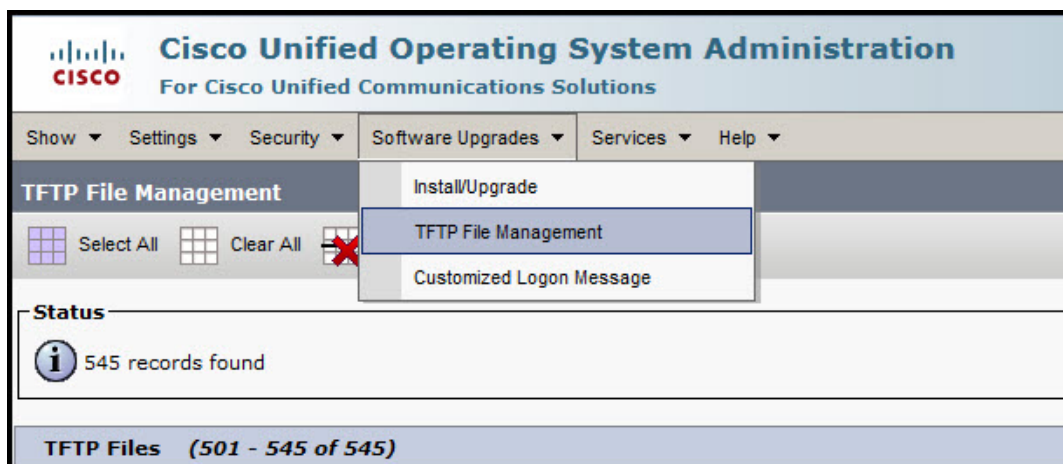 CISCO
Cisco Unified Operating System Administration
For Cisco Unified Communications Solutions
Show Settings Security Software Upgrades Services Help
Install/Upgrade
TFTP File Management
Customized Logon Message
TFTP File Management
Select All Clear All
Status
545 records found
TFTP Files (501 - 545 of 545)